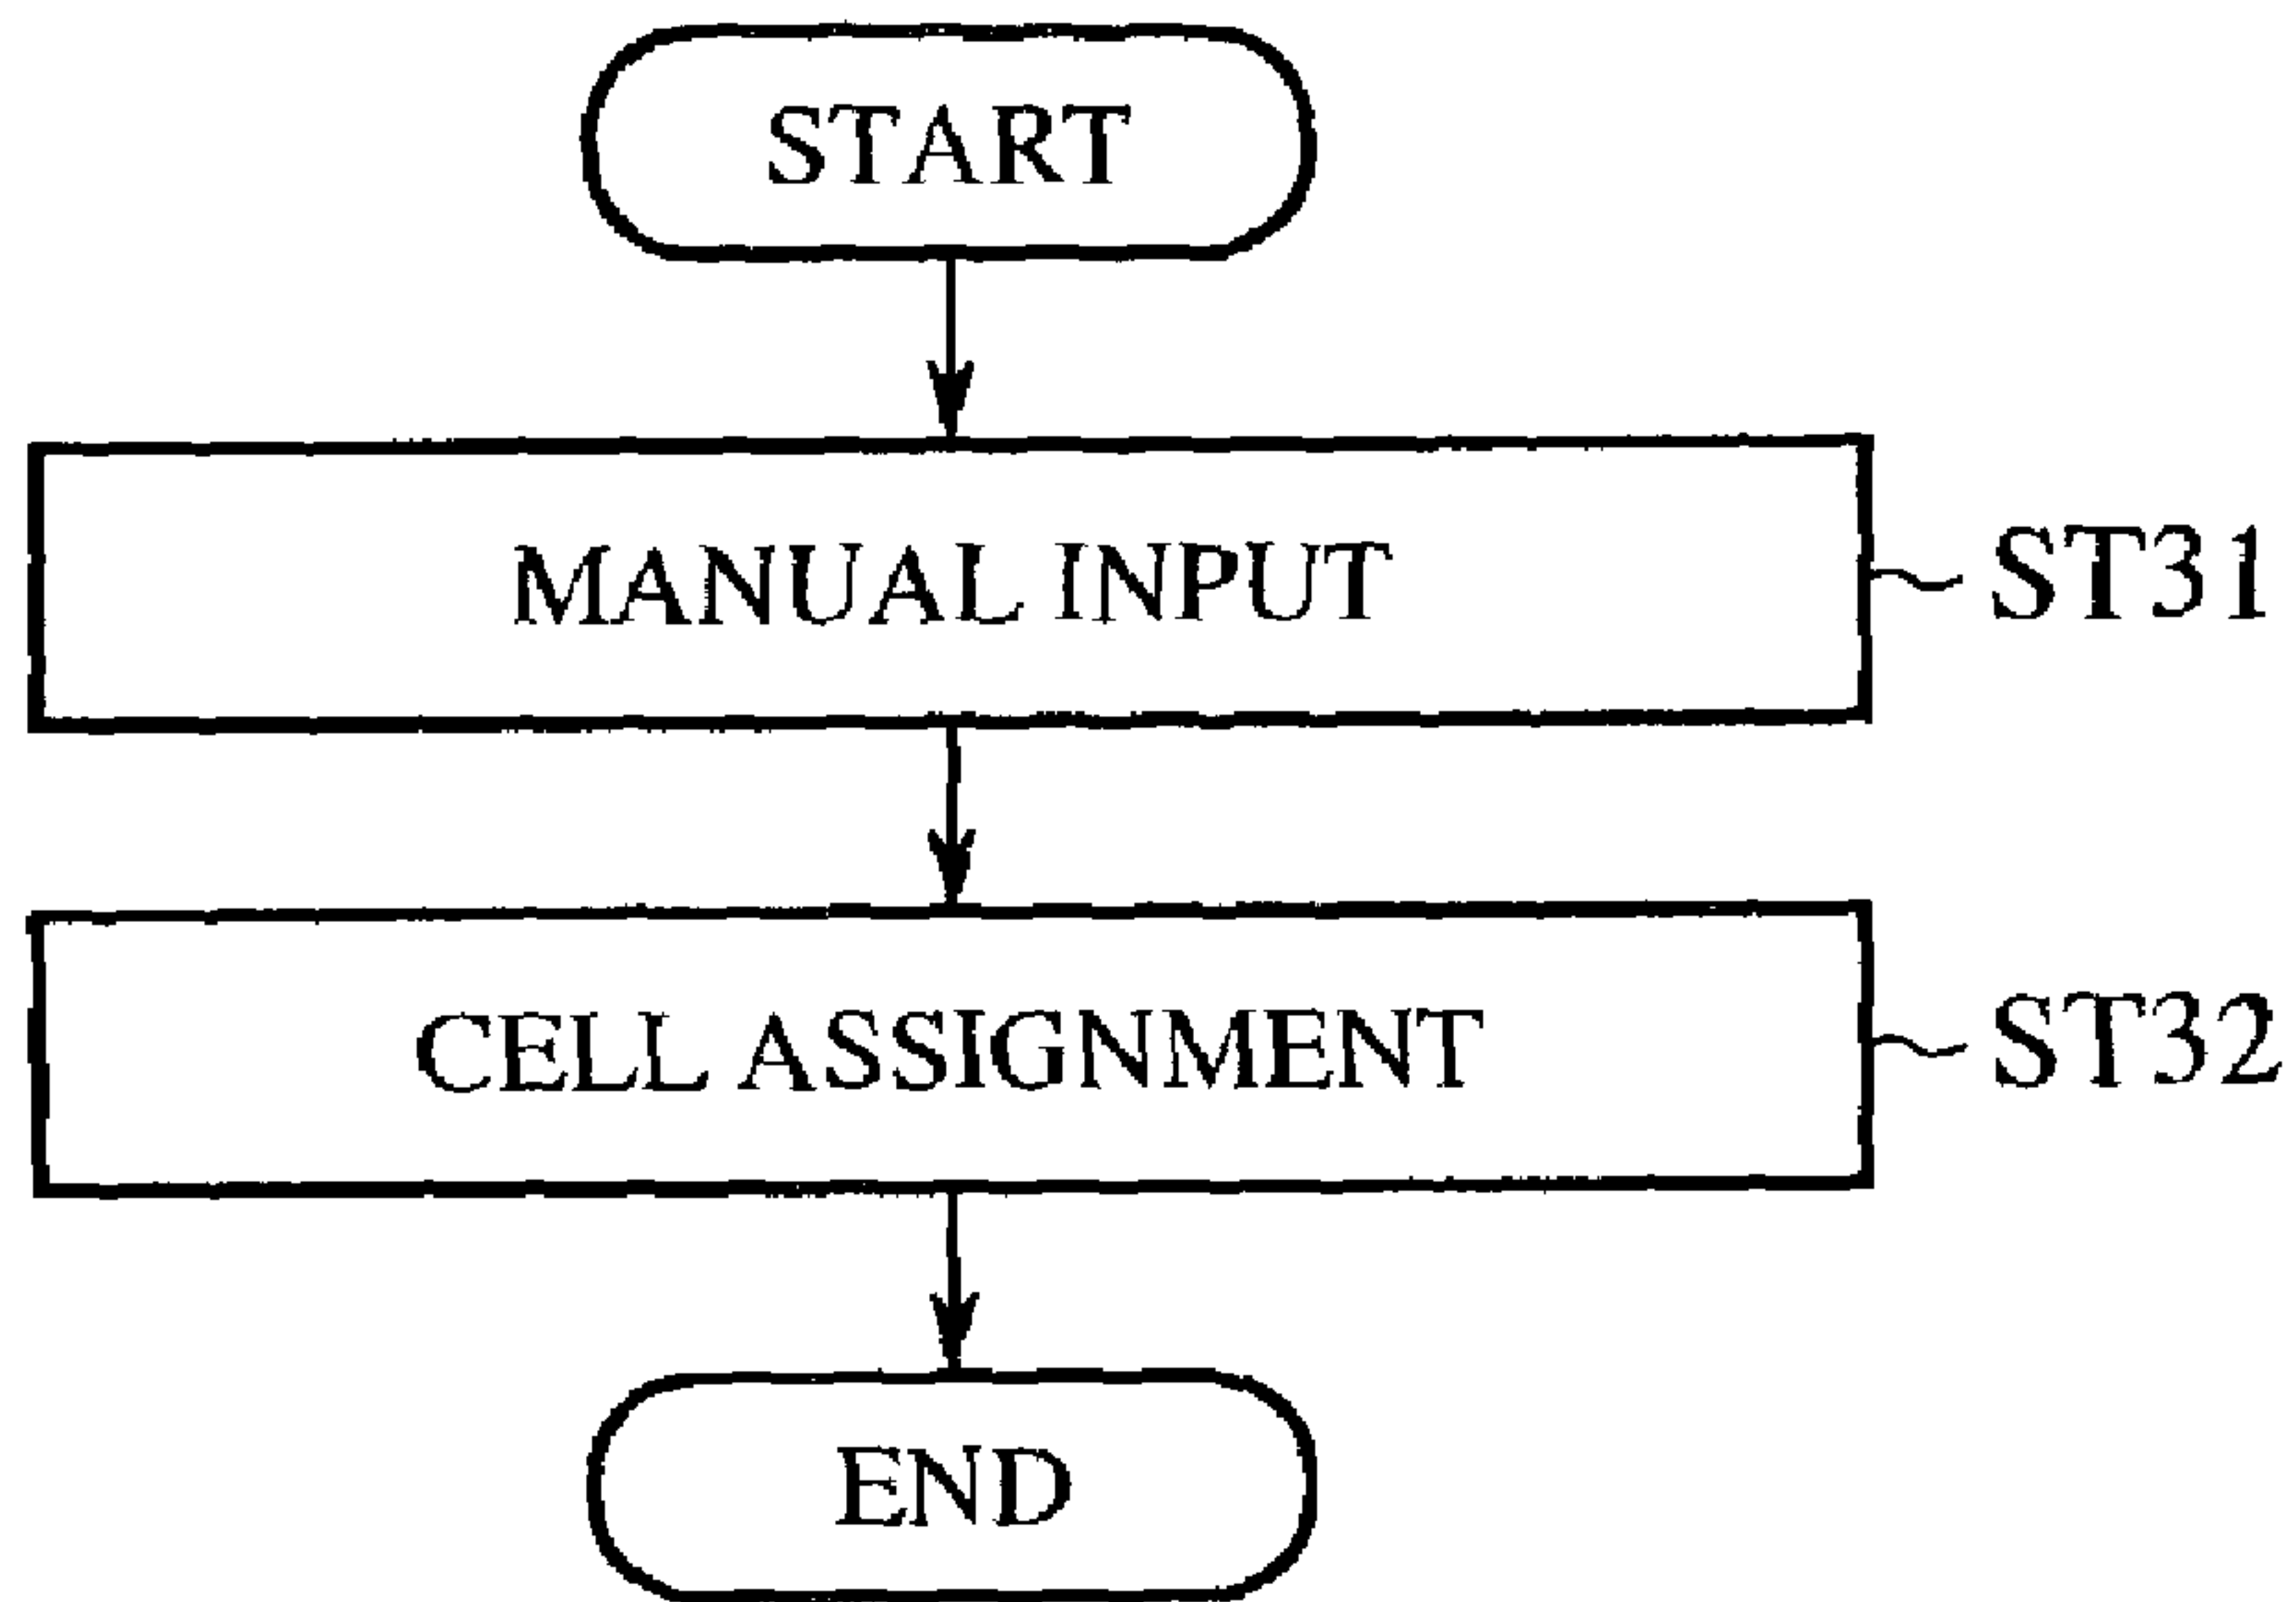 START
MANUAL INPUT
ST31
CELL ASSIGNMENT
ST32
END